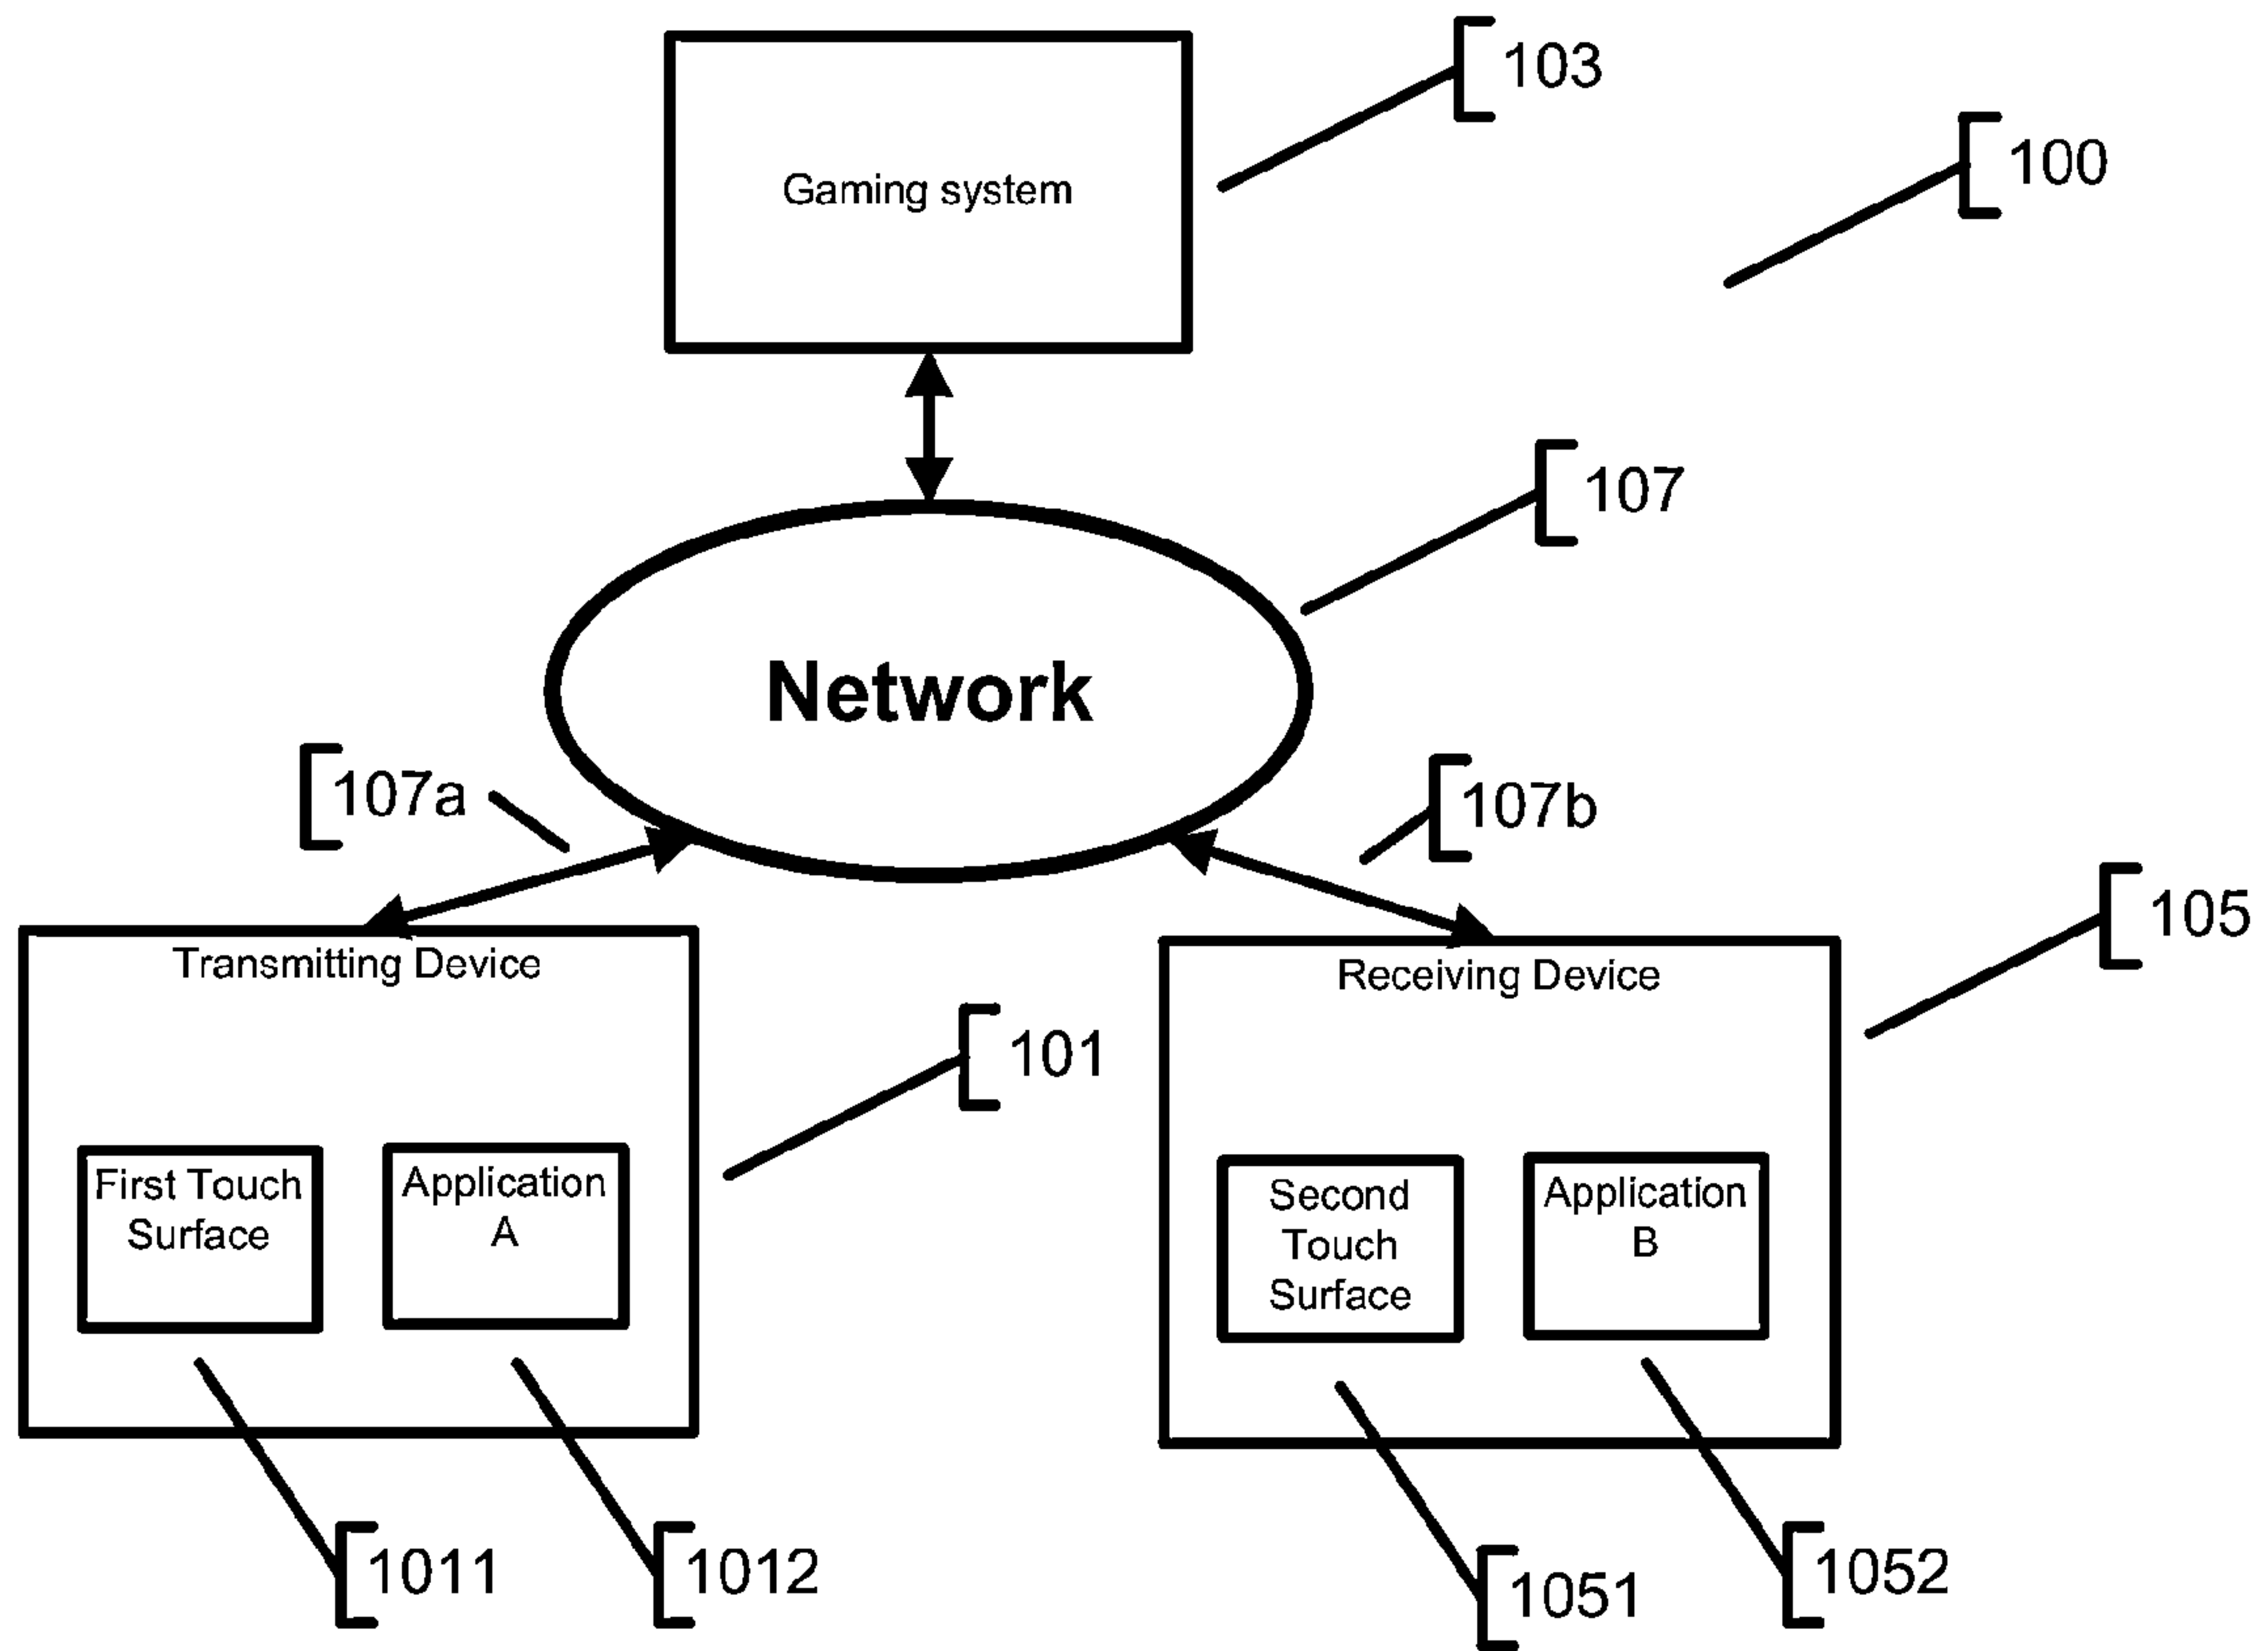 103
100
Gaming system
107
Network
107a
107b
105
Transmitting Device
Receiving Device
101
First Touch
Surface
Application
A
Second
Touch
Surface
Application
B
1011
1012
1051
1052